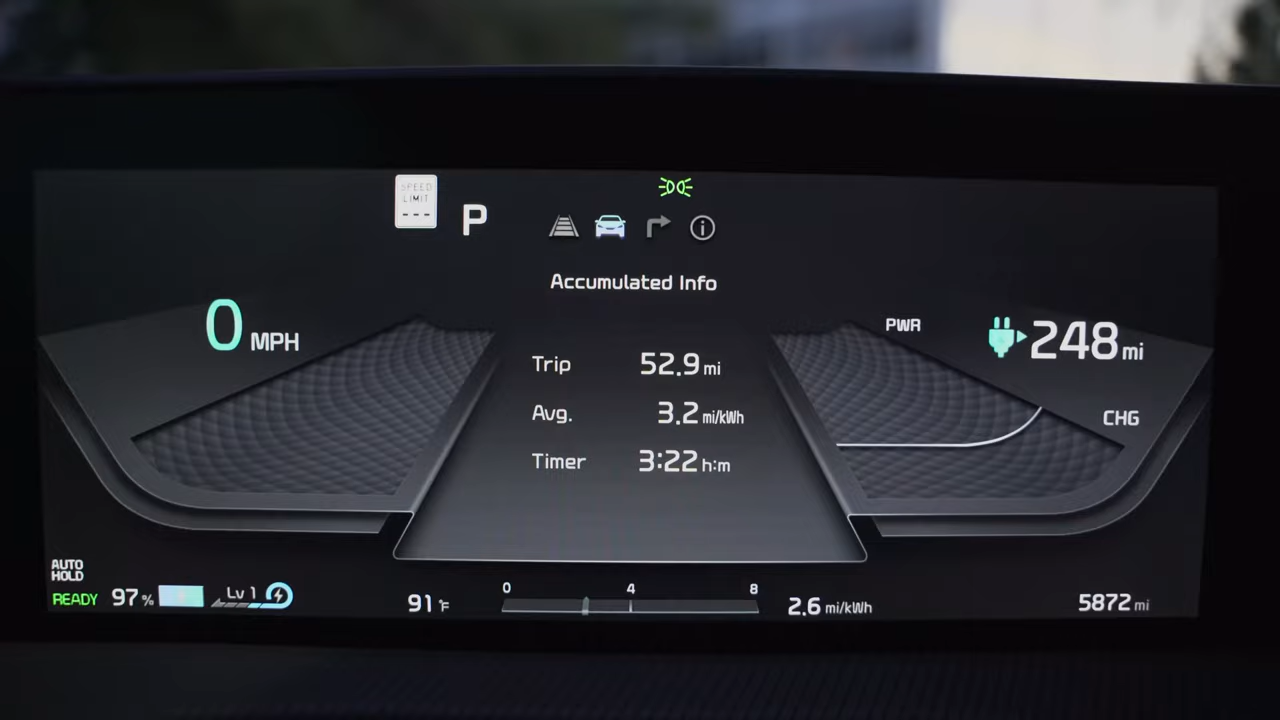 SPEED
LIMIT
---
P
Accumulated Info
0 MPH
PWR
248 mi
Trip 52.9 mi
Avg. 3.2 mi/kWh
CHG
Timer 3:22 h:m
AUTO
HOLD
READY 97 % Lv 1
91 °F
0 4 8
2.6 mi/kWh
5872 mi